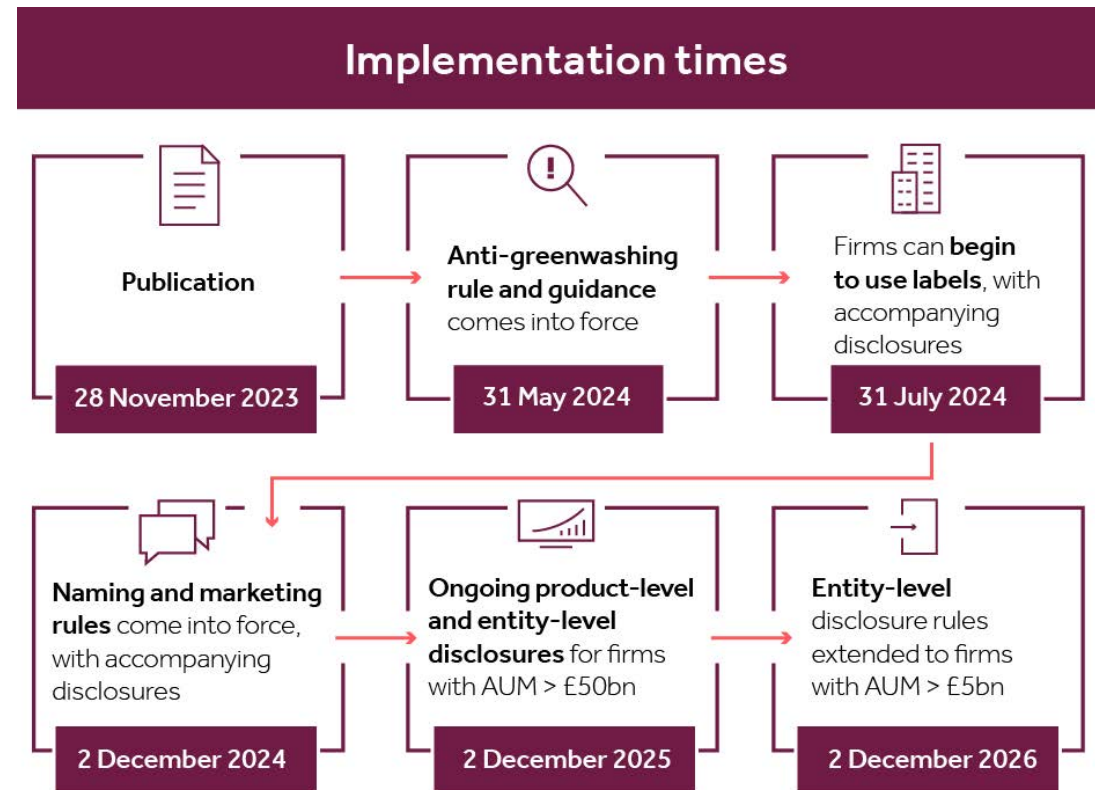 Implementation times
Publication
28 November 2023
Anti-greenwashing
rule and guidance
comes into force
31 May 2024
Firms can begin
to use labels, with
accompanying
disclosures
31 July 2024
Naming and marketing
rules come into force,
with accompanying
disclosures
2 December 2024
Ongoing product-level
and entity-level
disclosures for firms
with AUM > £50bn
2 December 2025
Entity-level
disclosure rules
extended to firms
with AUM > £5bn
2 December 2026